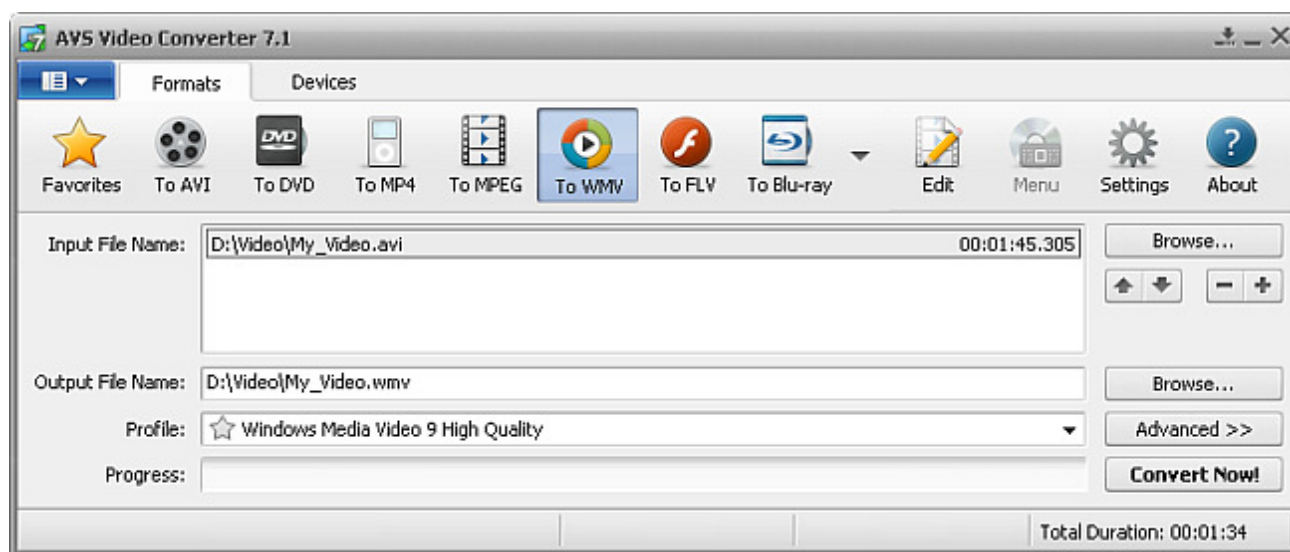 AVS Video Converter 7.1
Formats Devices
DVD
Favorites To AVI To DVD To MP4 To MPEG To WMV To FLV To Blu-ray Edit Menu Settings About
Input File Name: D:\Video\My_Video.avi 00:01:45.305 Browse...
Output File Name: D:\Video\My_Video.wmv Browse...
Profile: Windows Media Video 9 High Quality Advanced >>
Progress: Convert Now!
Total Duration: 00:01:34